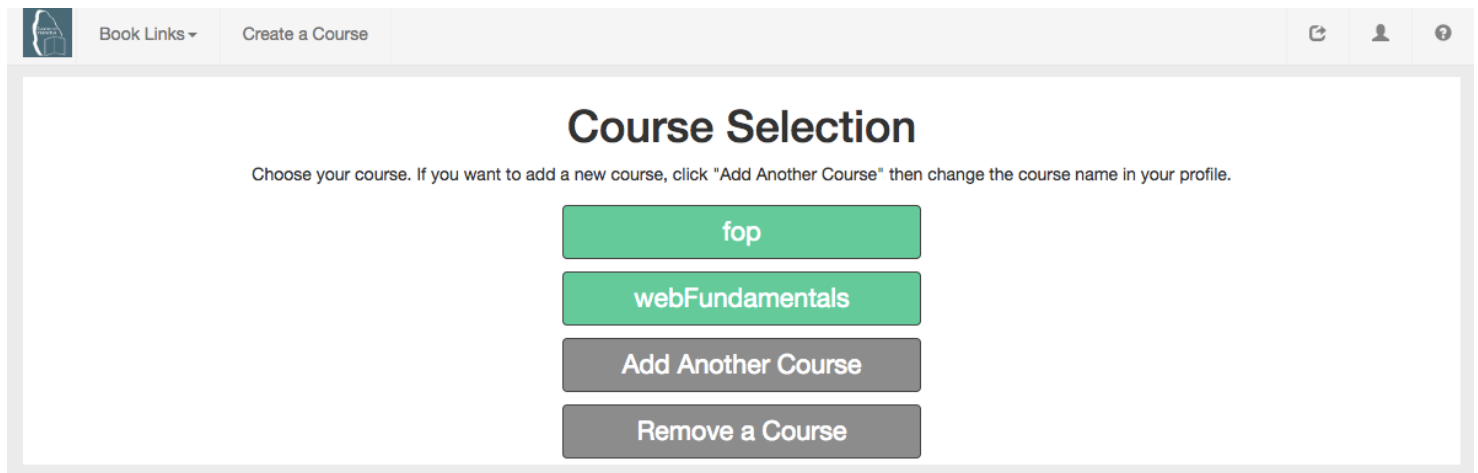 Book Links
Create a Course
Course Selection
Choose your course. If you want to add a new course, click "Add Another Course" then change the course name in your profile.
fop
webFundamentals
Add Another Course
Remove a Course